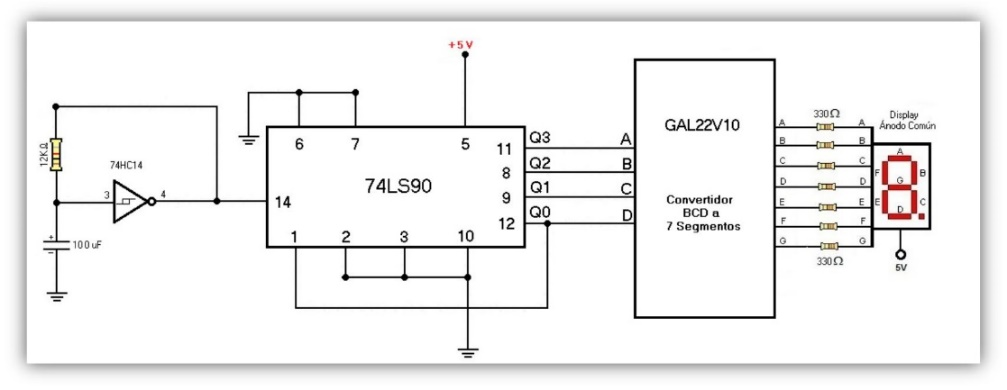 +5V
12KΩ
74HC14
3
4
100 uF
+
−
74LS90
6
7
5
14
11
8
9
12
1
2
3
10
Q3
Q2
Q1
Q0
A
B
C
D
GAL22V10
Convertidor
BCD a
7 Segmentos
A
B
C
D
E
F
G
330Ω
330Ω
A
B
C
D
E
F
G
Display
Ánodo Común
A
F
B
G
E
C
D
5V